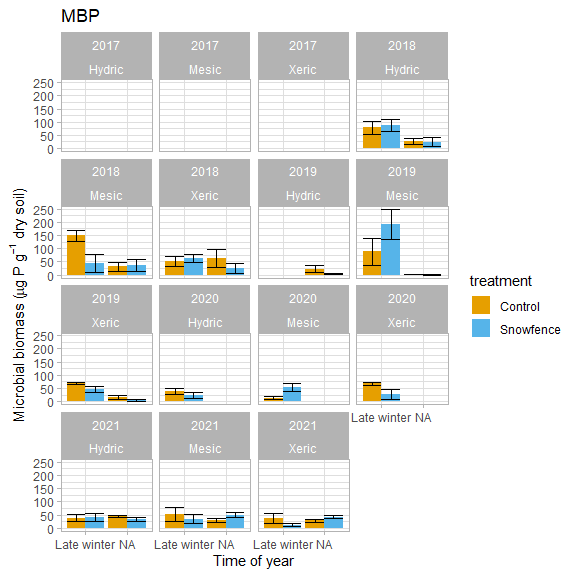 MBP
2017 2017 2017 2018
Hydric Mesic Xeric Hydric
250
200
150
100
50
0
2018 2018 2019 2019
Mesic Xeric Hydric Mesic
250
200
150
100
50
0
2019 2020 2020 2020
Xeric Hydric Mesic Xeric
250
200
150
100
50
0
Late winter NA
2021 2021 2021
Hydric Mesic Xeric
250
200
150
100
50
0
Late winter NA Late winter NA Late winter NA
Time of year
Microbial biomass (μg P g⁻¹ dry soil)
treatment
Control
Snowfence